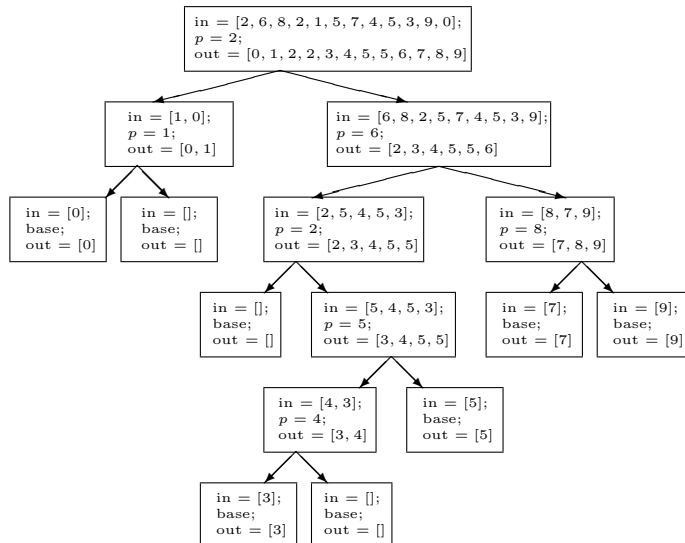 in = [2, 6, 8, 2, 1, 5, 7, 4, 5, 3, 9, 0];
p = 2;
out = [0, 1, 2, 2, 3, 4, 5, 5, 6, 7, 8, 9]
in = [1, 0];
p = 1;
out = [0, 1]
in = [6, 8, 2, 5, 7, 4, 5, 3, 9];
p = 6;
out = [2, 3, 4, 5, 5, 6]
in = [0];
base;
out = [0]
in = [];
base;
out = []
in = [2, 5, 4, 5, 3];
p = 2;
out = [2, 3, 4, 5, 5]
in = [8, 7, 9];
p = 8;
out = [7, 8, 9]
in = [];
base;
out = []
in = [5, 4, 5, 3];
p = 5;
out = [3, 4, 5, 5]
in = [7];
base;
out = [7]
in = [9];
base;
out = [9]
in = [4, 3];
p = 4;
out = [3, 4]
in = [5];
base;
out = [5]
in = [3];
base;
out = [3]
in = [];
base;
out = []